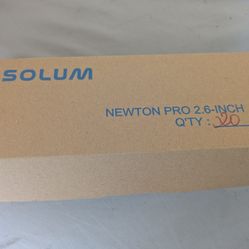 SOLUM
NEWTON PRO 2.6-INCH
Q'TY : 20